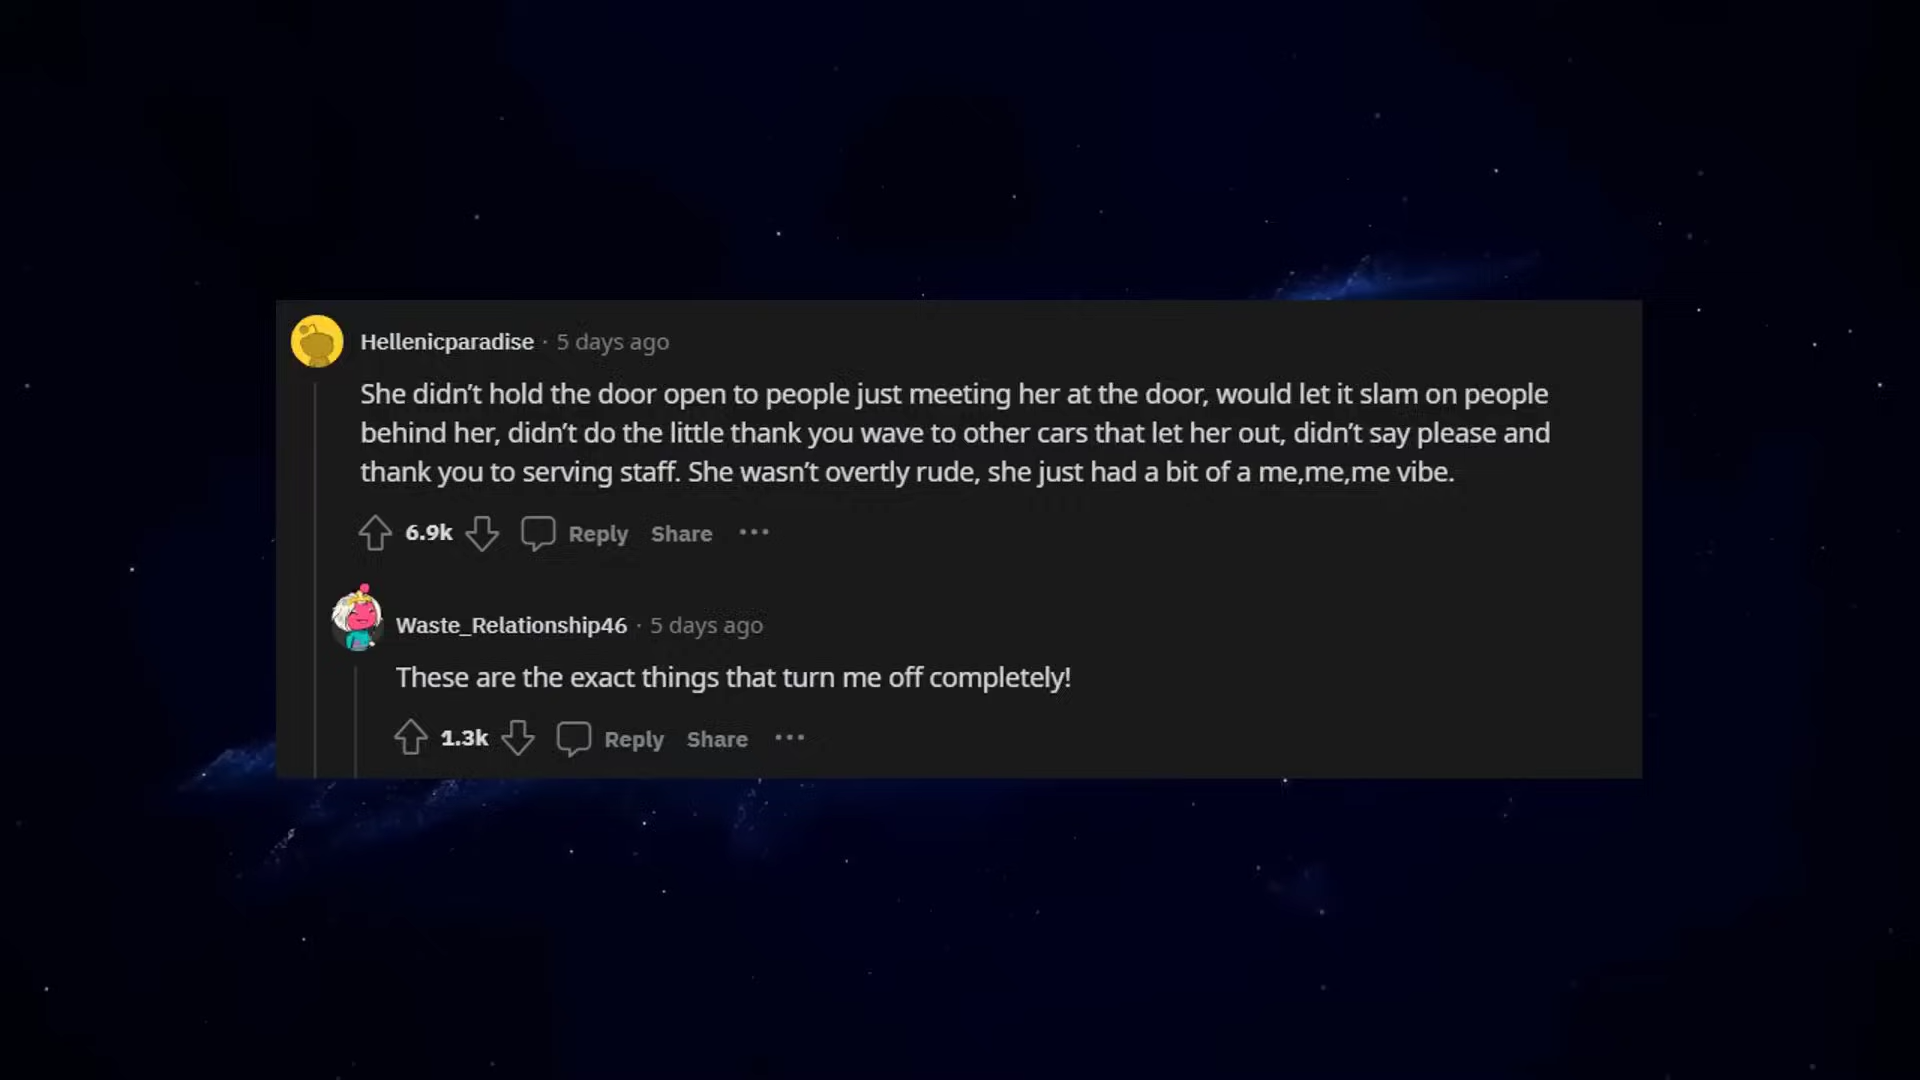 Hellenicparadise · 5 days ago
She didn’t hold the door open to people just meeting her at the door, would let it slam on people
behind her, didn’t do the little thank you wave to other cars that let her out, didn’t say please and
thank you to serving staff. She wasn’t overtly rude, she just had a bit of a me,me,me vibe.
6.9k Reply Share ···
Waste_Relationship46 · 5 days ago
These are the exact things that turn me off completely!
1.3k Reply Share ···